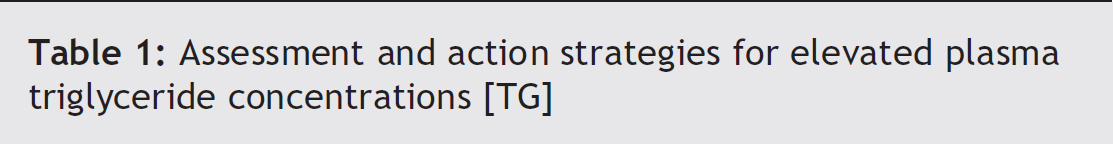 Table 1: Assessment and action strategies for elevated plasma
triglyceride concentrations [TG]